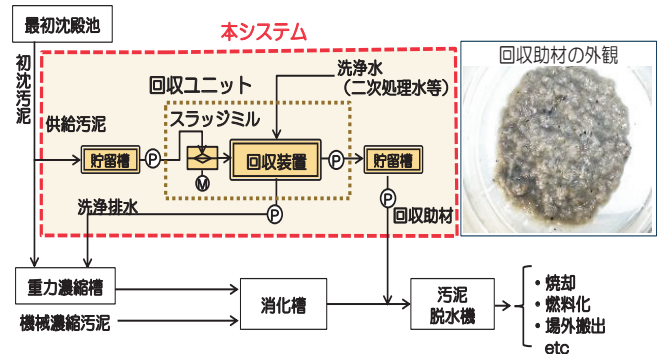 最初沈殿池
本システム
初沈汚泥
回収ユニット
洗浄水
（二次処理水等）
供給汚泥
スラッジミル
貯留槽
P
M
回収装置
P
貯留槽
P
P
洗浄排水
回収助材
重力濃縮槽
機械濃縮汚泥
消化槽
汚泥
脱水機
・焼却
・燃料化
・場外搬出
etc
回収助材の外観